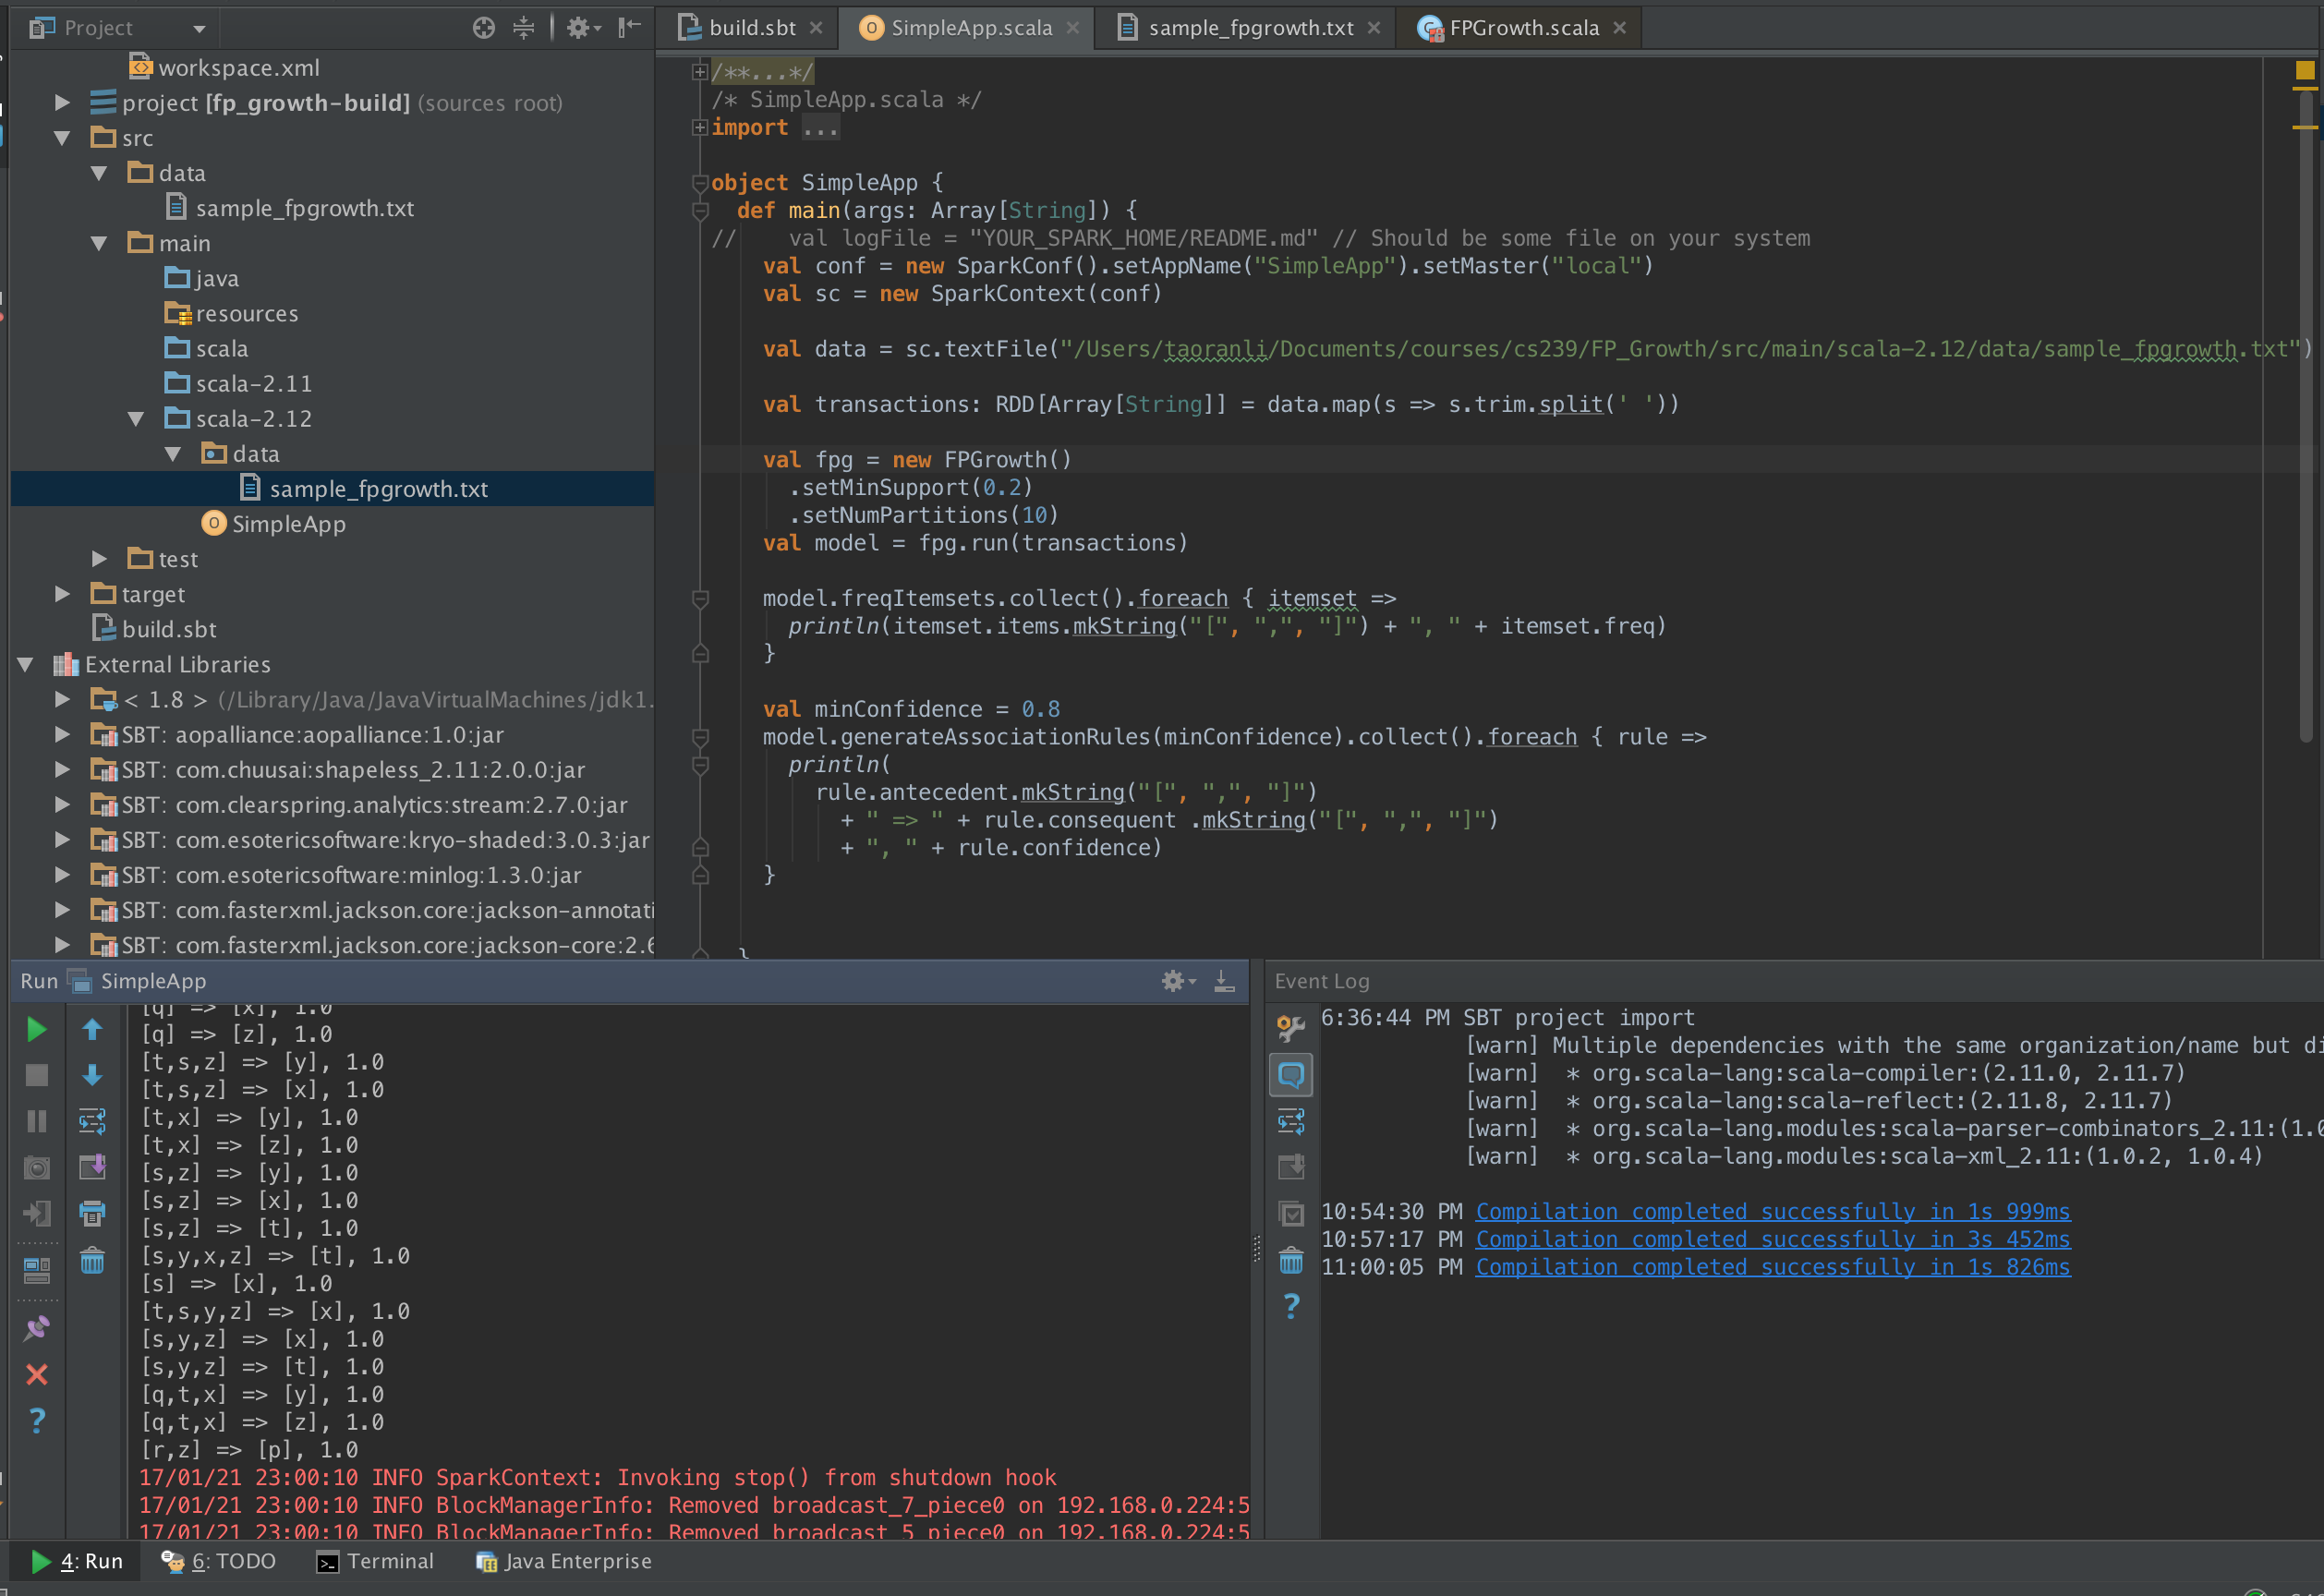 Project
workspace.xml
project [fp_growth-build] (sources root)
src
data
sample_fpgrowth.txt
main
java
resources
scala
scala-2.11
scala-2.12
data
sample_fpgrowth.txt
SimpleApp
test
target
build.sbt
External Libraries
< 1.8 > (/Library/Java/JavaVirtualMachines/jdk1.
SBT: aopalliance:aopalliance:1.0:jar
SBT: com.chuusai:shapeless_2.11:2.0.0:jar
SBT: com.clearspring.analytics:stream:2.7.0:jar
SBT: com.esotericsoftware:kryo-shaded:3.0.3:jar
SBT: com.esotericsoftware:minlog:1.3.0:jar
SBT: com.fasterxml.jackson.core:jackson-annotati
SBT: com.fasterxml.jackson.core:jackson-core:2.6
build.sbt SimpleApp.scala sample_fpgrowth.txt FPGrowth.scala
/**...*/
/* SimpleApp.scala */
import ...
object SimpleApp {
def main(args: Array[String]) {
// val logFile = "YOUR_SPARK_HOME/README.md" // Should be some file on your system
val conf = new SparkConf().setAppName("SimpleApp").setMaster("local")
val sc = new SparkContext(conf)
val data = sc.textFile("/Users/taoranli/Documents/courses/cs239/FP_Growth/src/main/scala-2.12/data/sample_fpgrowth.txt")
val transactions: RDD[Array[String]] = data.map(s => s.trim.split(' '))
val fpg = new FPGrowth()
.setMinSupport(0.2)
.setNumPartitions(10)
val model = fpg.run(transactions)
model.freqItemsets.collect().foreach { itemset =>
println(itemset.items.mkString("[", ",", "]") + ", " + itemset.freq)
}
val minConfidence = 0.8
model.generateAssociationRules(minConfidence).collect().foreach { rule =>
println(
rule.antecedent.mkString("[", ",", "]")
+ " => " + rule.consequent .mkString("[", ",", "]")
+ ", " + rule.confidence)
}
}
Run SimpleApp
[q] => [x], 1.0
[q] => [z], 1.0
[t,s,z] => [y], 1.0
[t,s,z] => [x], 1.0
[t,x] => [y], 1.0
[t,x] => [z], 1.0
[s,z] => [y], 1.0
[s,z] => [x], 1.0
[s,z] => [t], 1.0
[s,y,x,z] => [t], 1.0
[s] => [x], 1.0
[t,s,y,z] => [x], 1.0
[s,y,z] => [x], 1.0
[s,y,z] => [t], 1.0
[q,t,x] => [y], 1.0
[q,t,x] => [z], 1.0
[r,z] => [p], 1.0
17/01/21 23:00:10 INFO SparkContext: Invoking stop() from shutdown hook
17/01/21 23:00:10 INFO BlockManagerInfo: Removed broadcast_7_piece0 on 192.168.0.224:5
17/01/21 23:00:10 INFO BlockManagerInfo: Removed broadcast_5_piece0 on 192.168.0.224:5
Event Log
6:36:44 PM SBT project import
[warn] Multiple dependencies with the same organization/name but di
[warn] * org.scala-lang:scala-compiler:(2.11.0, 2.11.7)
[warn] * org.scala-lang:scala-reflect:(2.11.8, 2.11.7)
[warn] * org.scala-lang.modules:scala-parser-combinators_2.11:(1.0
[warn] * org.scala-lang.modules:scala-xml_2.11:(1.0.2, 1.0.4)
10:54:30 PM Compilation completed successfully in 1s 999ms
10:57:17 PM Compilation completed successfully in 3s 452ms
11:00:05 PM Compilation completed successfully in 1s 826ms
4: Run 6: TODO Terminal Java Enterprise